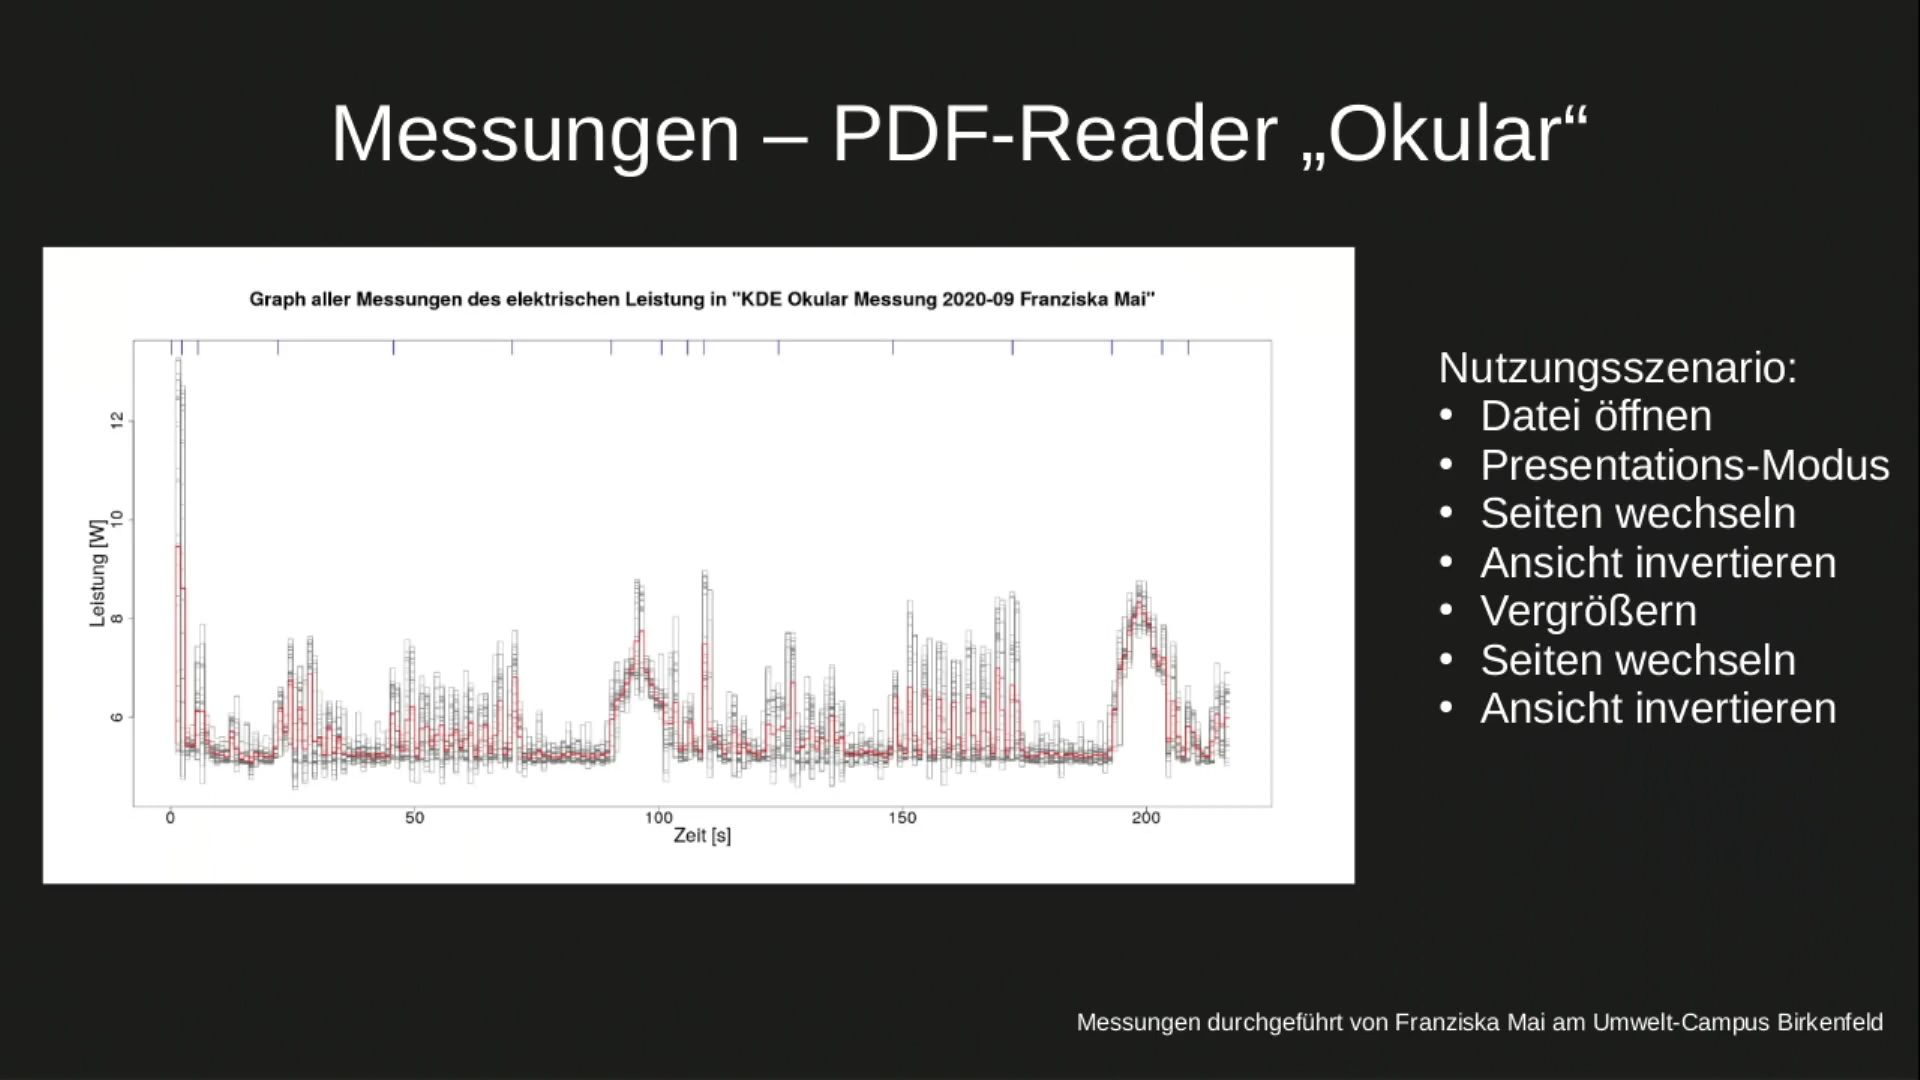 Messungen – PDF-Reader „Okular“
Graph aller Messungen des elektrischen Leistung in "KDE Okular Messung 2020-09 Franziska Mai"
Leistung [W]
12
10
8
6
0 50 100 150 200
Zeit [s]
Nutzungsszenario:
• Datei öffnen
• Presentations-Modus
• Seiten wechseln
• Ansicht invertieren
• Vergrößern
• Seiten wechseln
• Ansicht invertieren
Messungen durchgeführt von Franziska Mai am Umwelt-Campus Birkenfeld